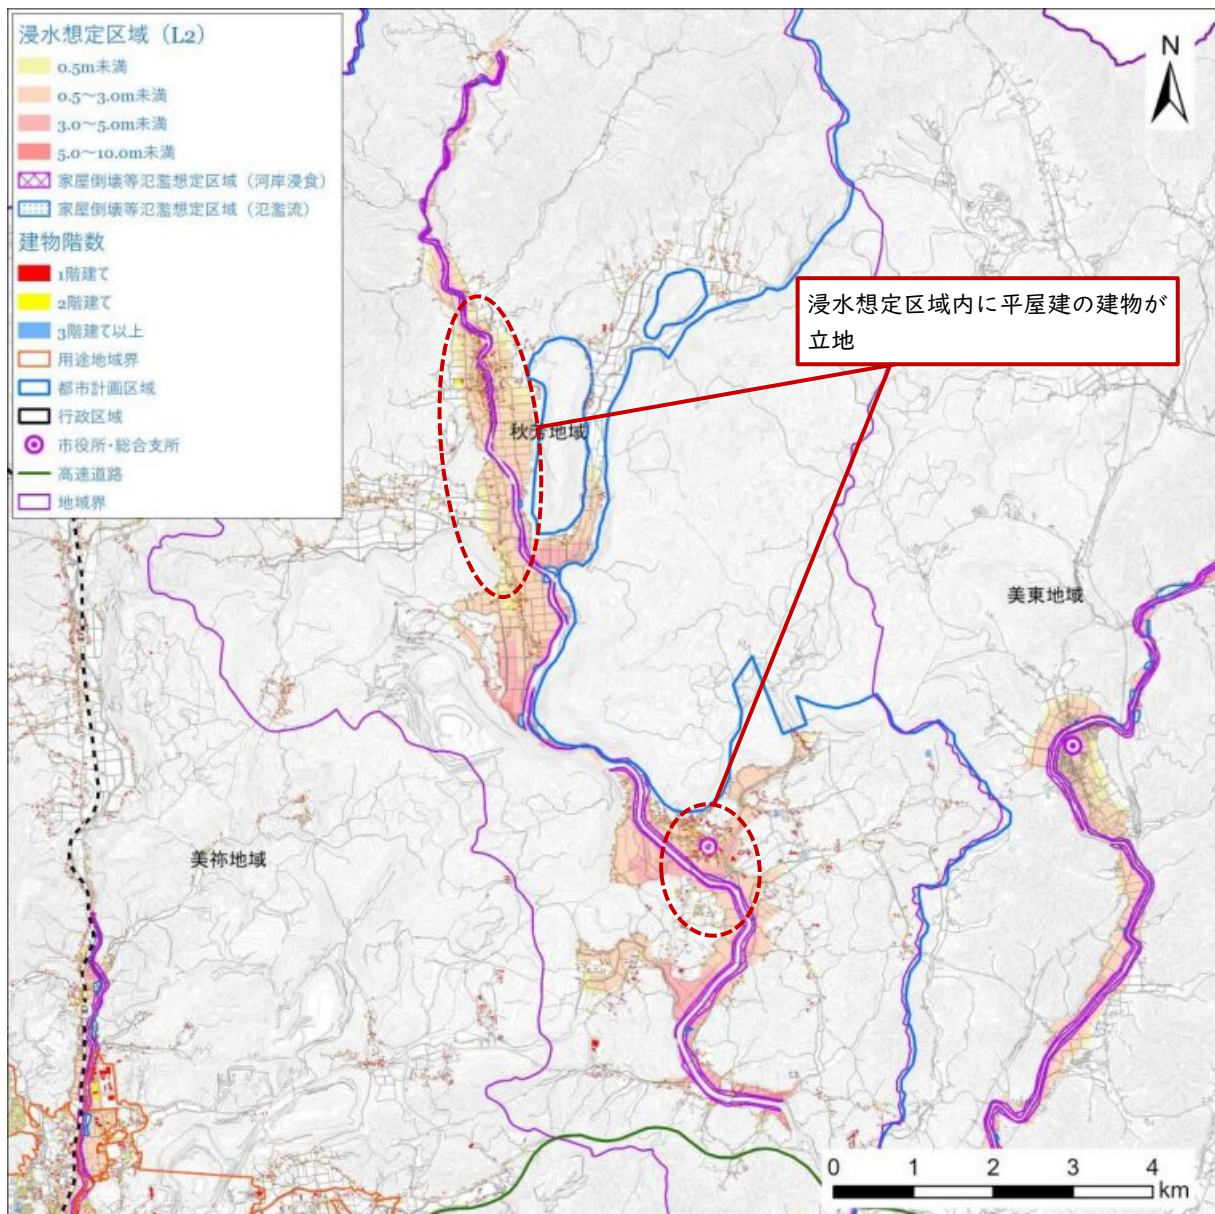 浸水想定区域（L2）
0.5m未満
0.5～3.0m未満
3.0～5.0m未満
5.0～10.0m未満
家屋倒壊等氾濫想定区域（河岸浸食）
家屋倒壊等氾濫想定区域（氾濫流）
建物階数
1階建て
2階建て
3階建て以上
用途地域界
都市計画区域
行政区域
市役所・総合支所
高速道路
地域界
N
浸水想定区域内に平屋建の建物が
立地
秋芳地域
美東地域
美祢地域
0 1 2 3 4
km